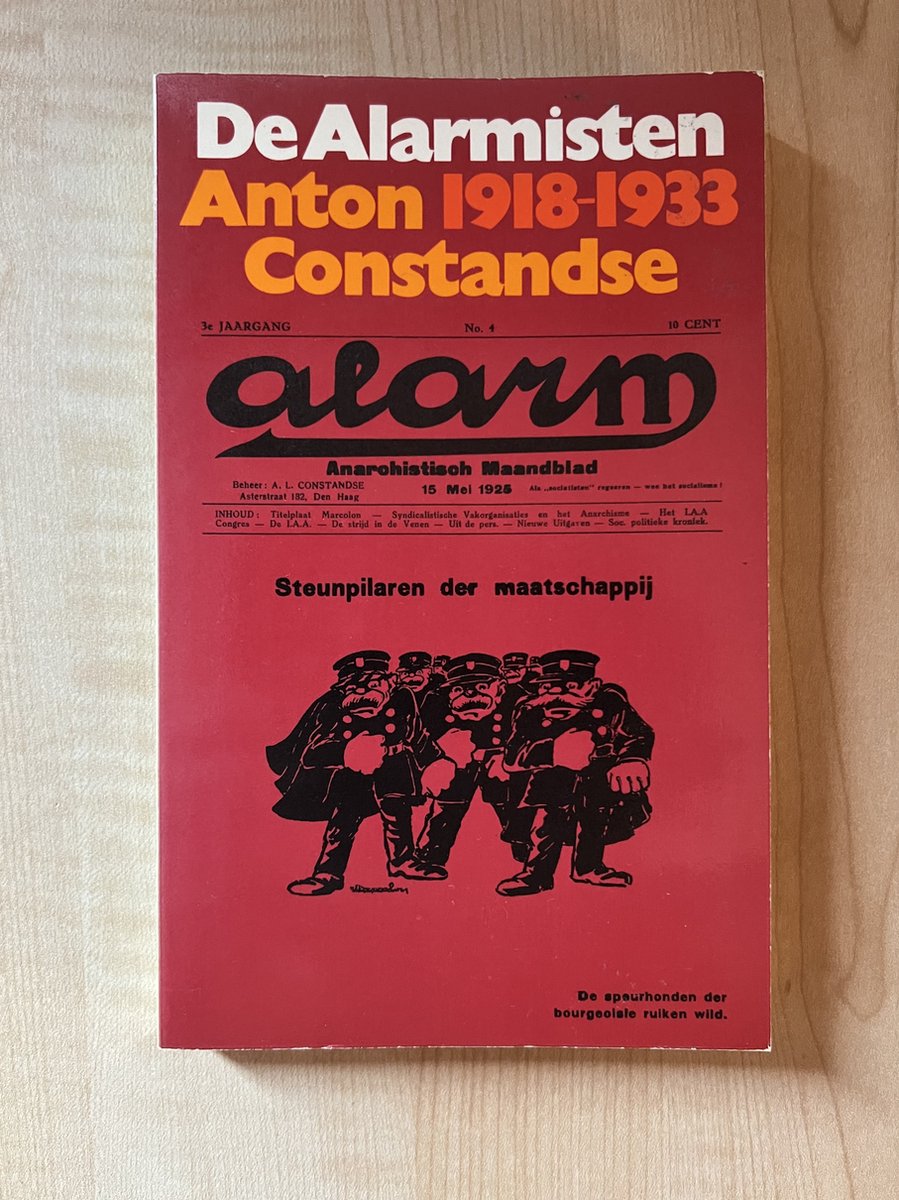 De Alarmisten
Anton 1918-1933
Constandse
3e JAARGANG No. 4 10 CENT
alarm
Anarchistisch Maandblad
Beheer: A. L. CONSTANDSE
Asterstraat 182, Den Haag
15 Mei 1925
Als „socialisten" regeeren — wee het socialisme!
INHOUD: Titelplaat Marcolon — Syndicalistische Vakorganisaties en het Anarchisme — Het I.A.A
Congres — De I.A.A. — De strijd in de Venen — Uit de pers. — Nieuwe Uitgaven — Soc. politieke kroniek.
Steunpilaren der maatschappij
De speurhonden der
bourgeoisie ruiken wild.